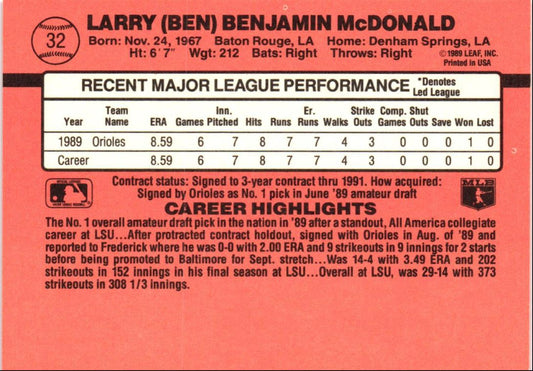 32
LARRY (BEN) BENJAMIN McDONALD
Born: Nov. 24, 1967 Baton Rouge, LA Home: Denham Springs, LA
Ht: 6' 7" Wgt: 212 Bats: Right Throws: Right
©1989 LEAF, INC.
Printed in USA
RECENT MAJOR LEAGUE PERFORMANCE *Denotes Led League
Year Team Name ERA Games Inn. Pitched Hits Runs Er. Runs Walks Strike Outs Comp. Games Shut Outs Save Won Lost
1989 Orioles 8.59 6 7 8 7 7 4 3 0 0 0 1 0
Career 8.59 6 7 8 7 7 4 3 0 0 0 1 0
Contract status: Signed to 3-year contract thru 1991. How acquired:
Signed by Orioles as No. 1 pick in June '89 amateur draft
MLB
CAREER HIGHLIGHTS
The No. 1 overall amateur draft pick in the nation in '89 after a standout, All America collegiate
career at LSU...After protracted contract holdout, signed with Orioles in Aug. of '89 and
reported to Frederick where he was 0-0 with 2.00 ERA and 9 strikeouts in 9 innings for 2 starts
before being promoted to Baltimore for Sept. stretch...Was 14-4 with 3.49 ERA and 202
strikeouts in 152 innings in his final season at LSU...Overall at LSU, was 29-14 with 373
strikeouts in 308 1/3 innings.